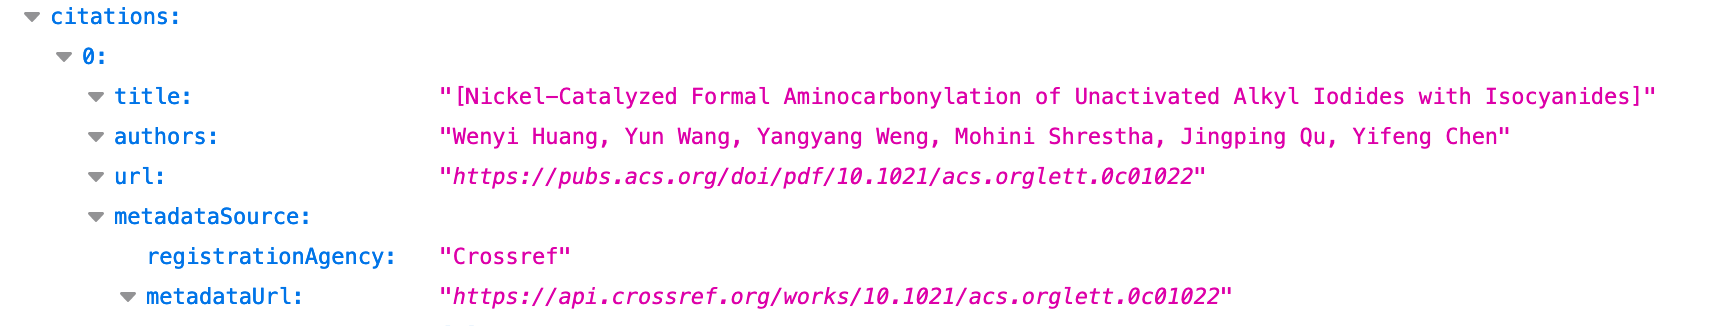 citations:
0:
title: "[Nickel-Catalyzed Formal Aminocarbonylation of Unactivated Alkyl Iodides with Isocyanides]"
authors: "Wenyi Huang, Yun Wang, Yangyang Weng, Mohini Shrestha, Jingping Qu, Yifeng Chen"
url: "https://pubs.acs.org/doi/pdf/10.1021/acs.orglett.0c01022"
metadataSource:
registrationAgency: "Crossref"
metadataUrl: "https://api.crossref.org/works/10.1021/acs.orglett.0c01022"